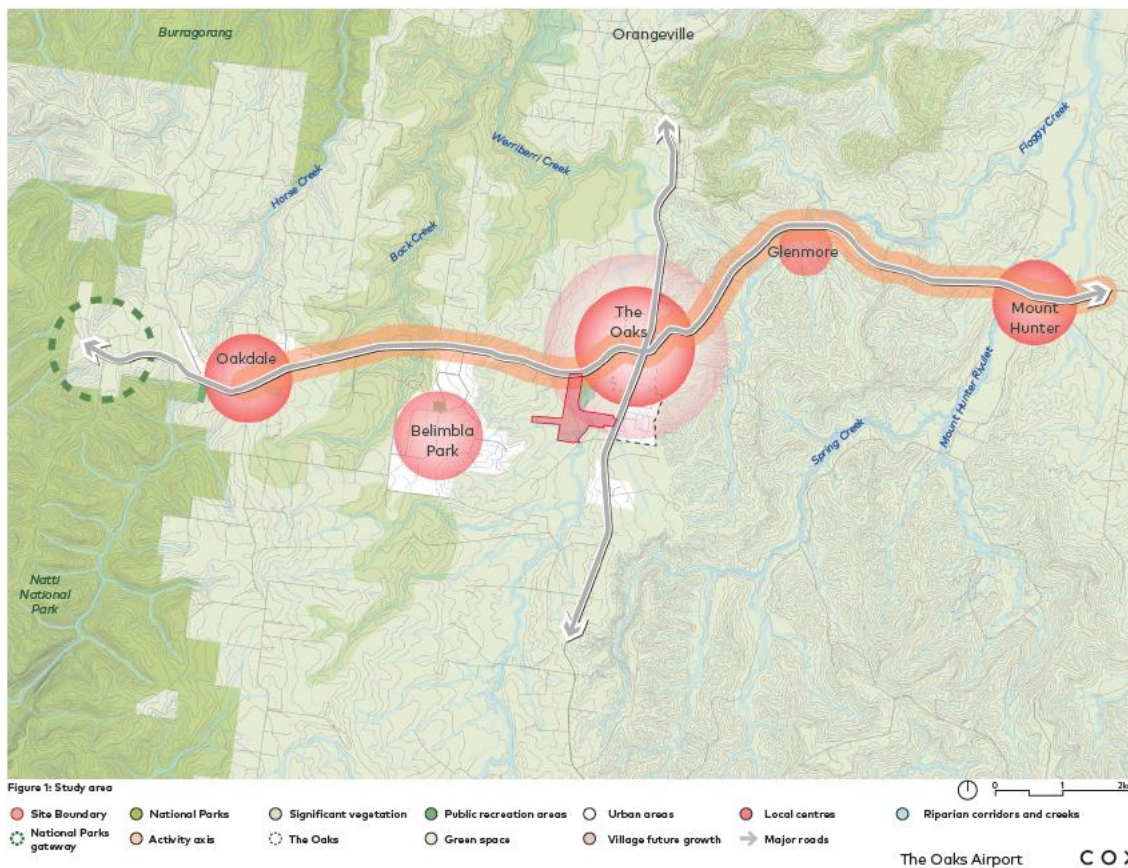 Burragorang
Orangeville
Werriberri Creek
Flaggy Creek
Horse Creek
Back Creek
Glenmore
The
Oaks
Mount
Hunter
Oakdale
Belimbla
Park
Mount Hunter Rivulet
Spring Creek
Natti
National
Park
Figure 1: Study area
0 1 2k
Site Boundary
National Parks
Significant vegetation
Public recreation areas
Urban areas
Local centres
Riparian corridors and creeks
National Parks
gateway
Activity axis
The Oaks
Green space
Village future growth
Major roads
The Oaks Airport
COX